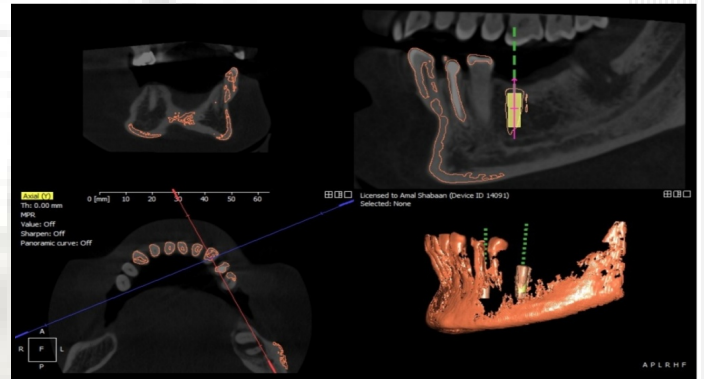 Axial (Y)
Th: 0.00 mm
MPR
Value: Off
Sharpen: Off
Panoramic curve: Off
0 [mm] 10 20 30 40 50 60
Licensed to Amal Shabaan (Device ID 14091)
Selected: None
A
R F L
P
A P L R H F